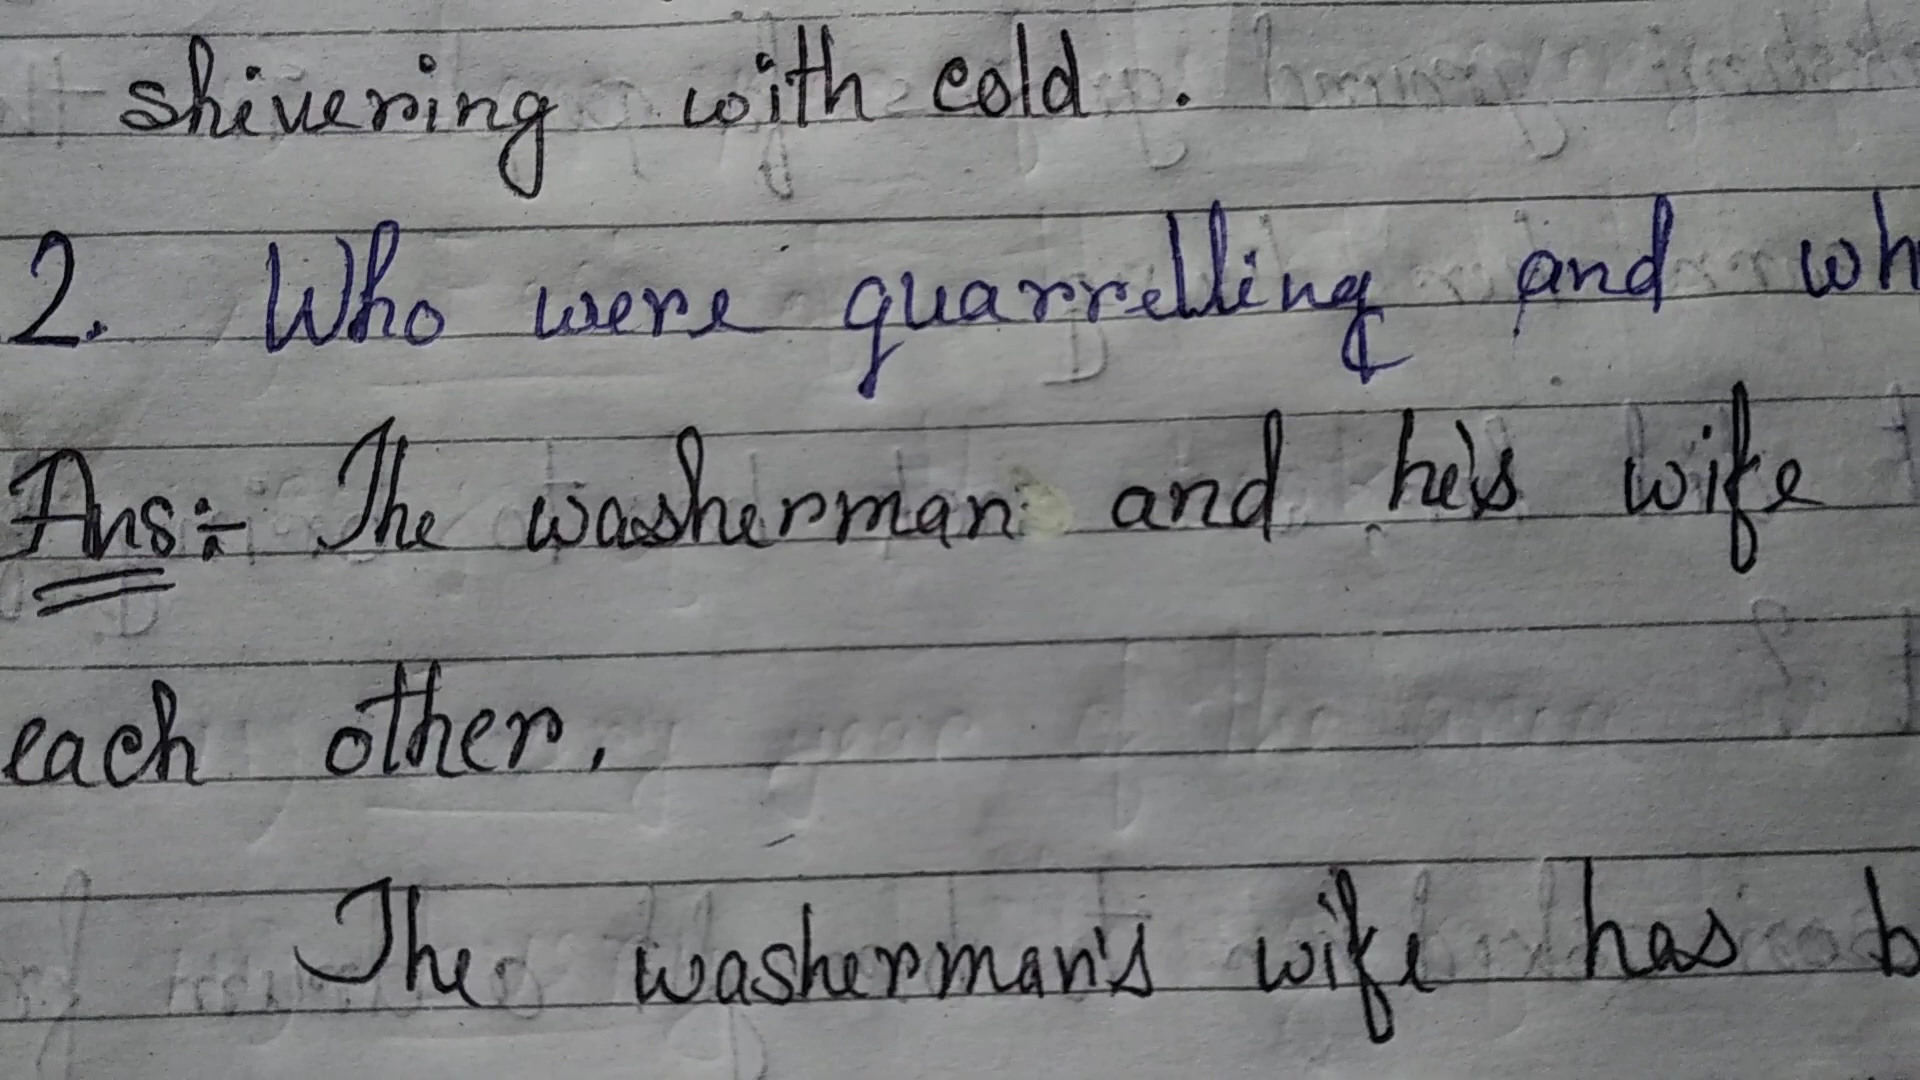 shivering with cold.
2. Who were quarrelling and wh
Ans:- The washerman and he's wife
each other.
The washerman's wife has b